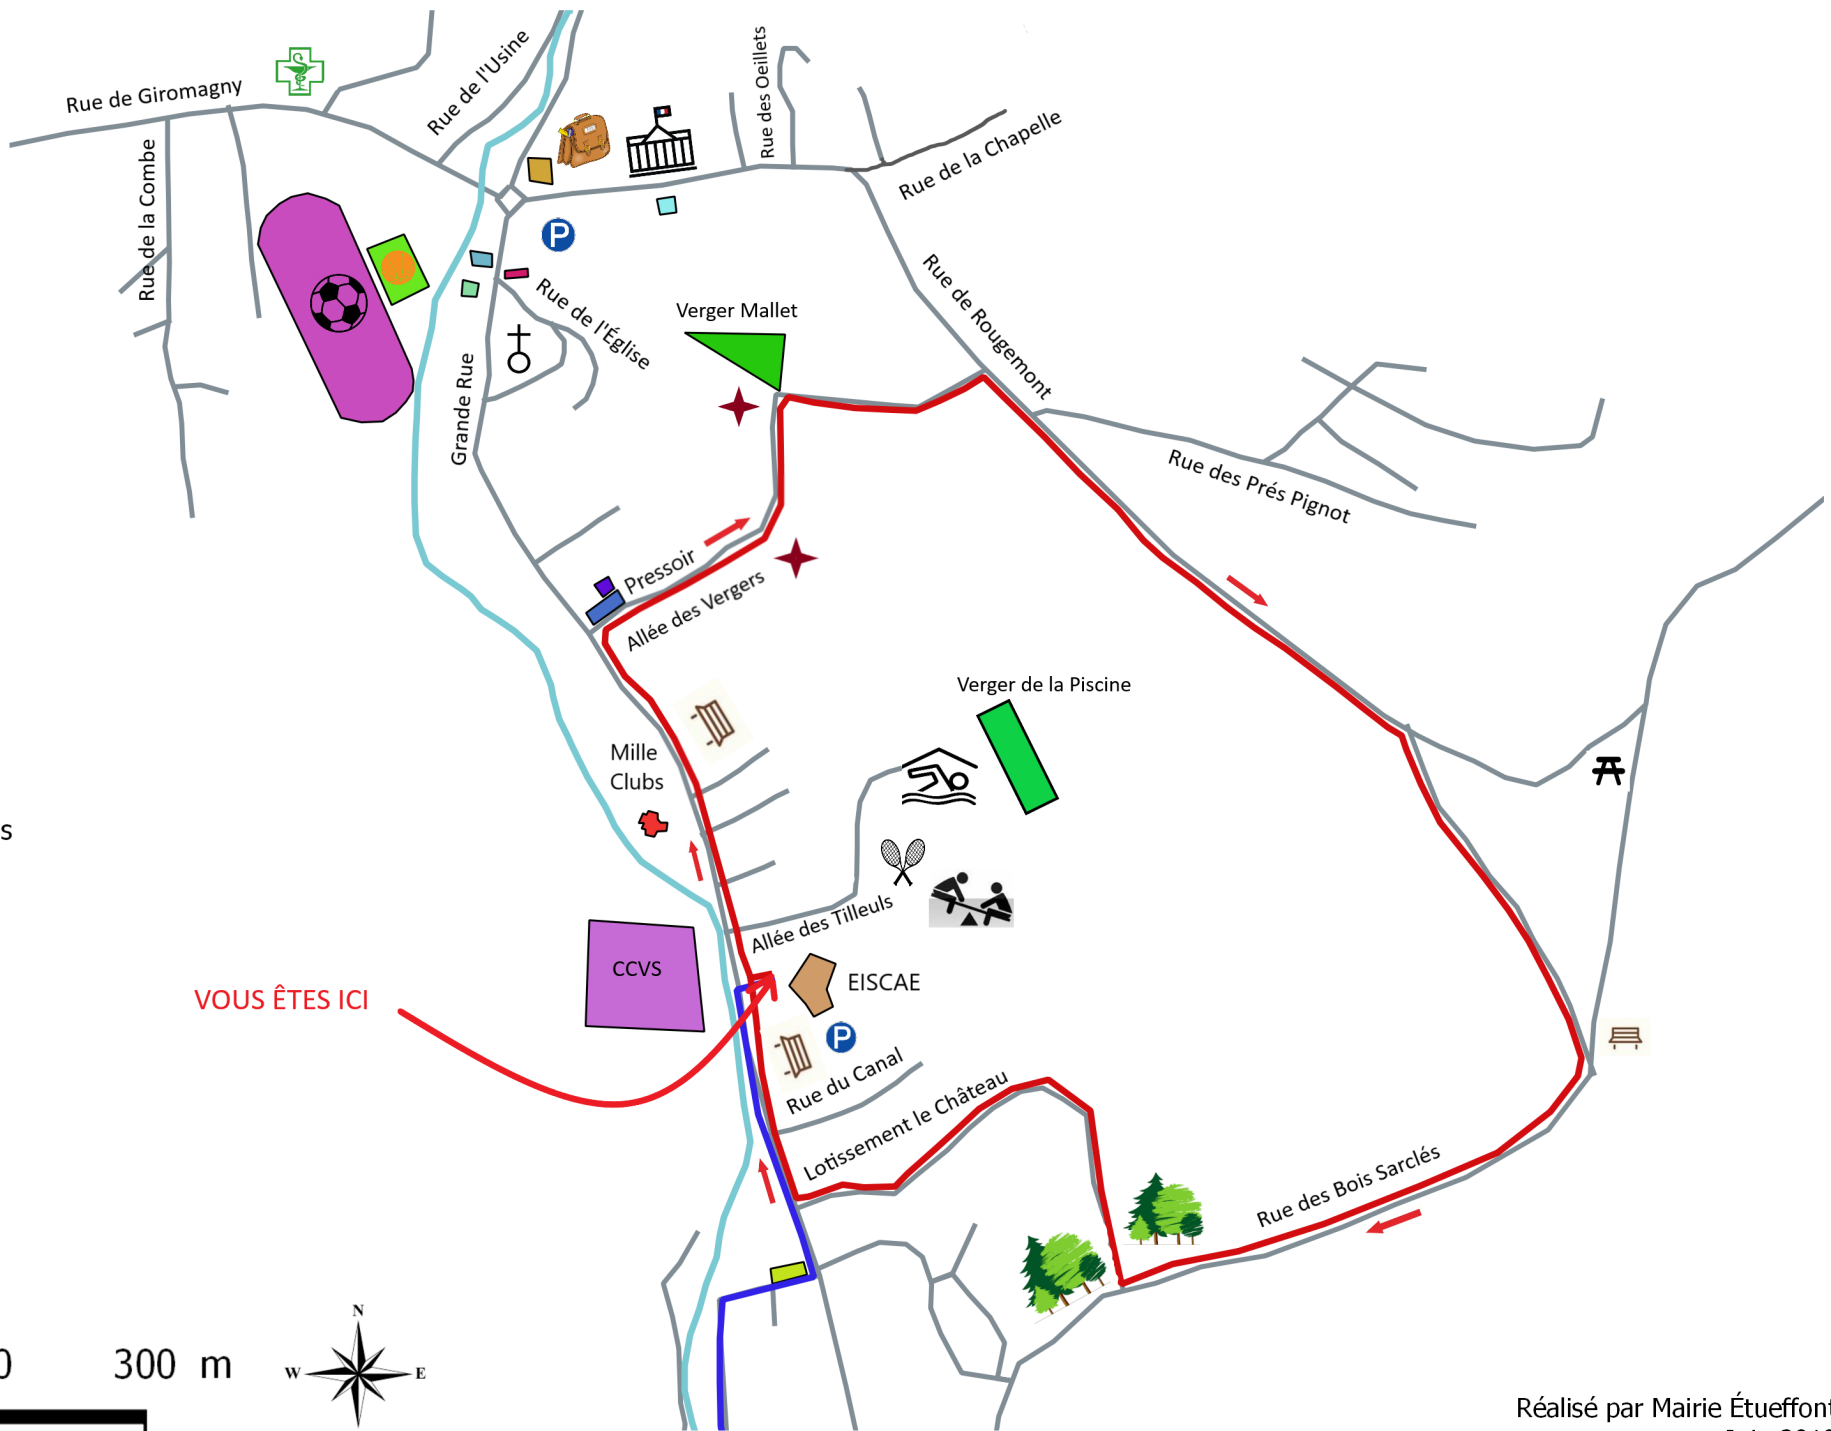 Rue de Giromagny
Rue de l'Usine
Rue des Oeillets
Rue de la Chapelle
Rue de la Combe
P
Rue de l'Église
Verger Mallet
Rue de Rougemont
Grande Rue
Rue des Prés Pignot
Pressoir
Allée des Vergers
Verger de la Piscine
Mille
Clubs
s
Allée des Tilleuls
CCVS
EISCAE
VOUS ÊTES ICI
P
Rue du Canal
Lotissement le Château
Rue des Bois Sarclés
N
W
E
S
0 300 m
Réalisé par Mairie Étueffont